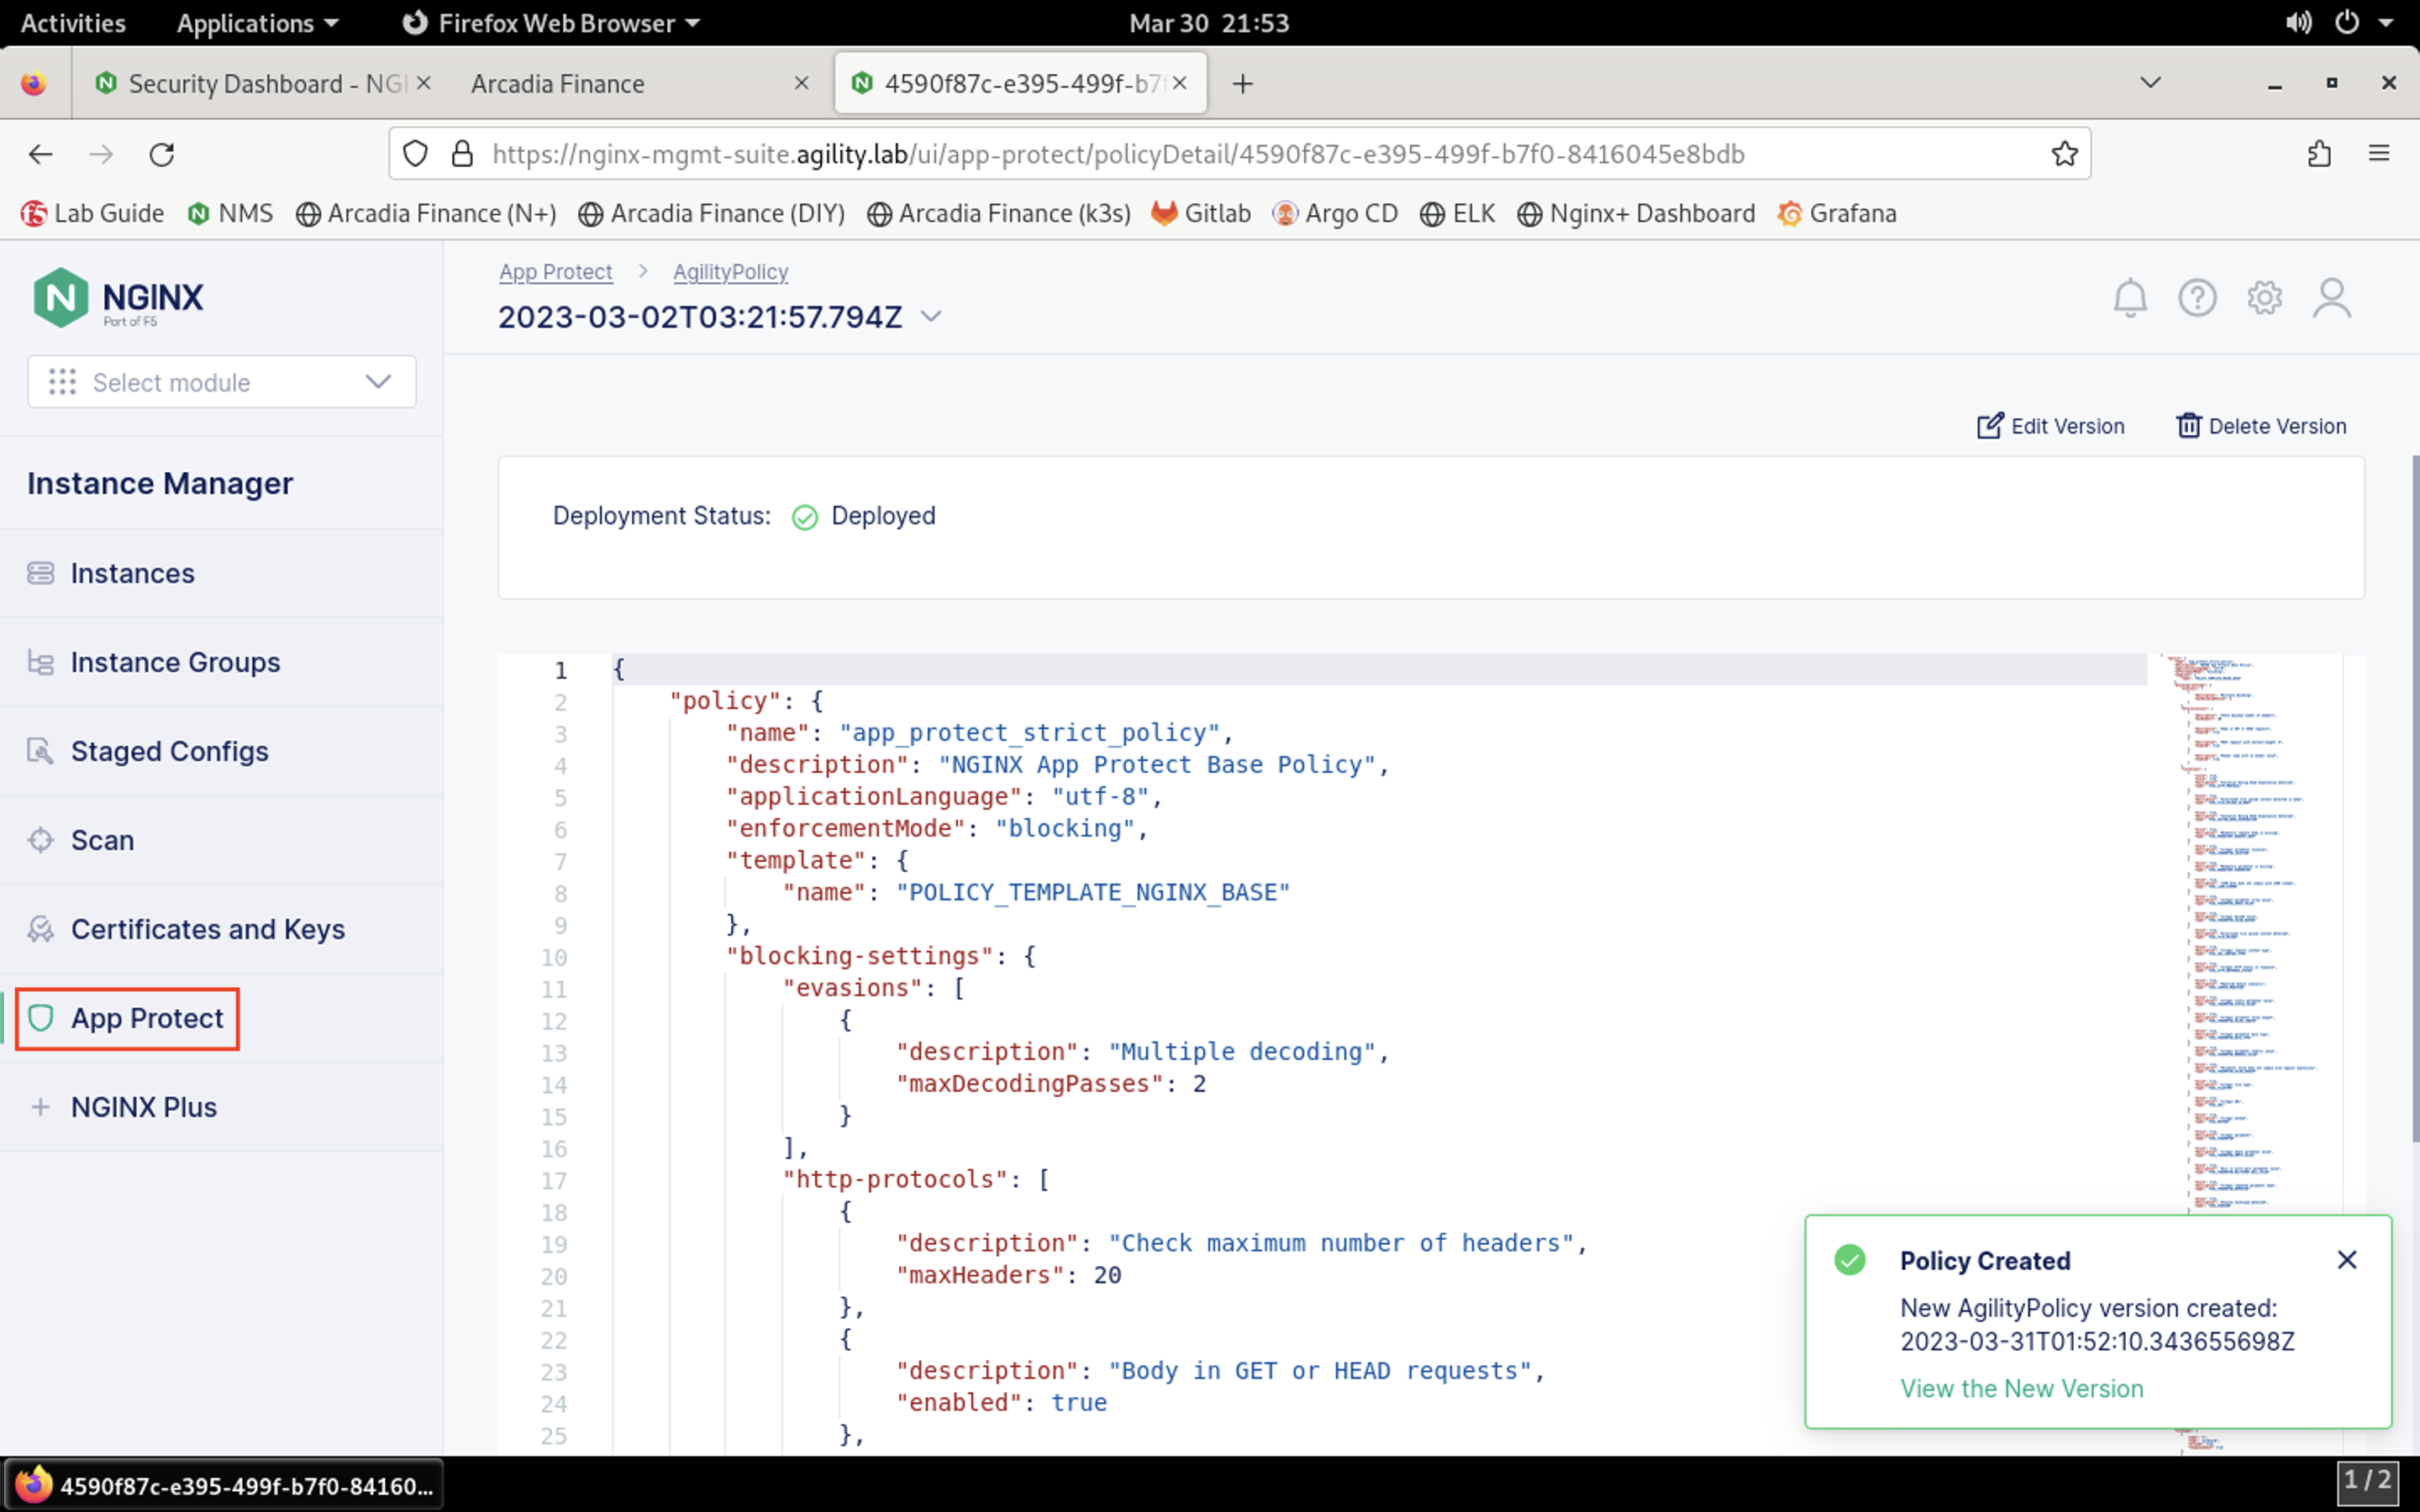 Activities Applications Firefox Web Browser Mar 30 21:53
Security Dashboard - NGI Arcadia Finance 4590f87c-e395-499f-b7f
https://nginx-mgmt-suite.agility.lab/ui/app-protect/policyDetail/4590f87c-e395-499f-b7f0-8416045e8bdb
Lab Guide NMS Arcadia Finance (N+) Arcadia Finance (DIY) Arcadia Finance (k3s) Gitlab Argo CD ELK Nginx+ Dashboard Grafana
NGINX
Part of F5
Select module
Instance Manager
Instances
Instance Groups
Staged Configs
Scan
Certificates and Keys
App Protect
NGINX Plus
App Protect > AgilityPolicy
2023-03-02T03:21:57.794Z
Edit Version Delete Version
Deployment Status: Deployed
1 {
2 "policy": {
3 "name": "app_protect_strict_policy",
4 "description": "NGINX App Protect Base Policy",
5 "applicationLanguage": "utf-8",
6 "enforcementMode": "blocking",
7 "template": {
8 "name": "POLICY_TEMPLATE_NGINX_BASE"
9 },
10 "blocking-settings": {
11 "evasions": [
12 {
13 "description": "Multiple decoding",
14 "maxDecodingPasses": 2
15 }
16 ],
17 "http-protocols": [
18 {
19 "description": "Check maximum number of headers",
20 "maxHeaders": 20
21 },
22 {
23 "description": "Body in GET or HEAD requests",
24 "enabled": true
25 },
Policy Created
New AgilityPolicy version created:
2023-03-31T01:52:10.343655698Z
View the New Version
4590f87c-e395-499f-b7f0-84160...
1 / 2